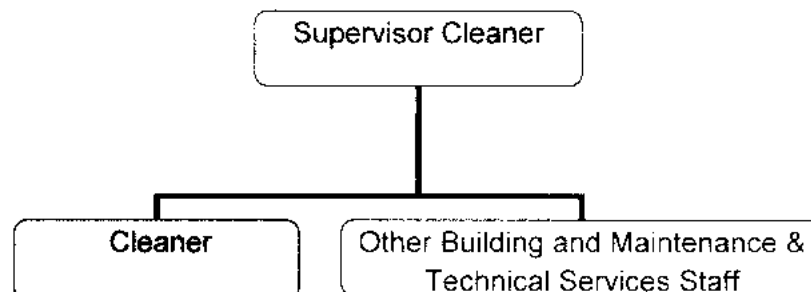 Supervisor Cleaner
Cleaner
Other Building and Maintenance &
Technical Services Staff